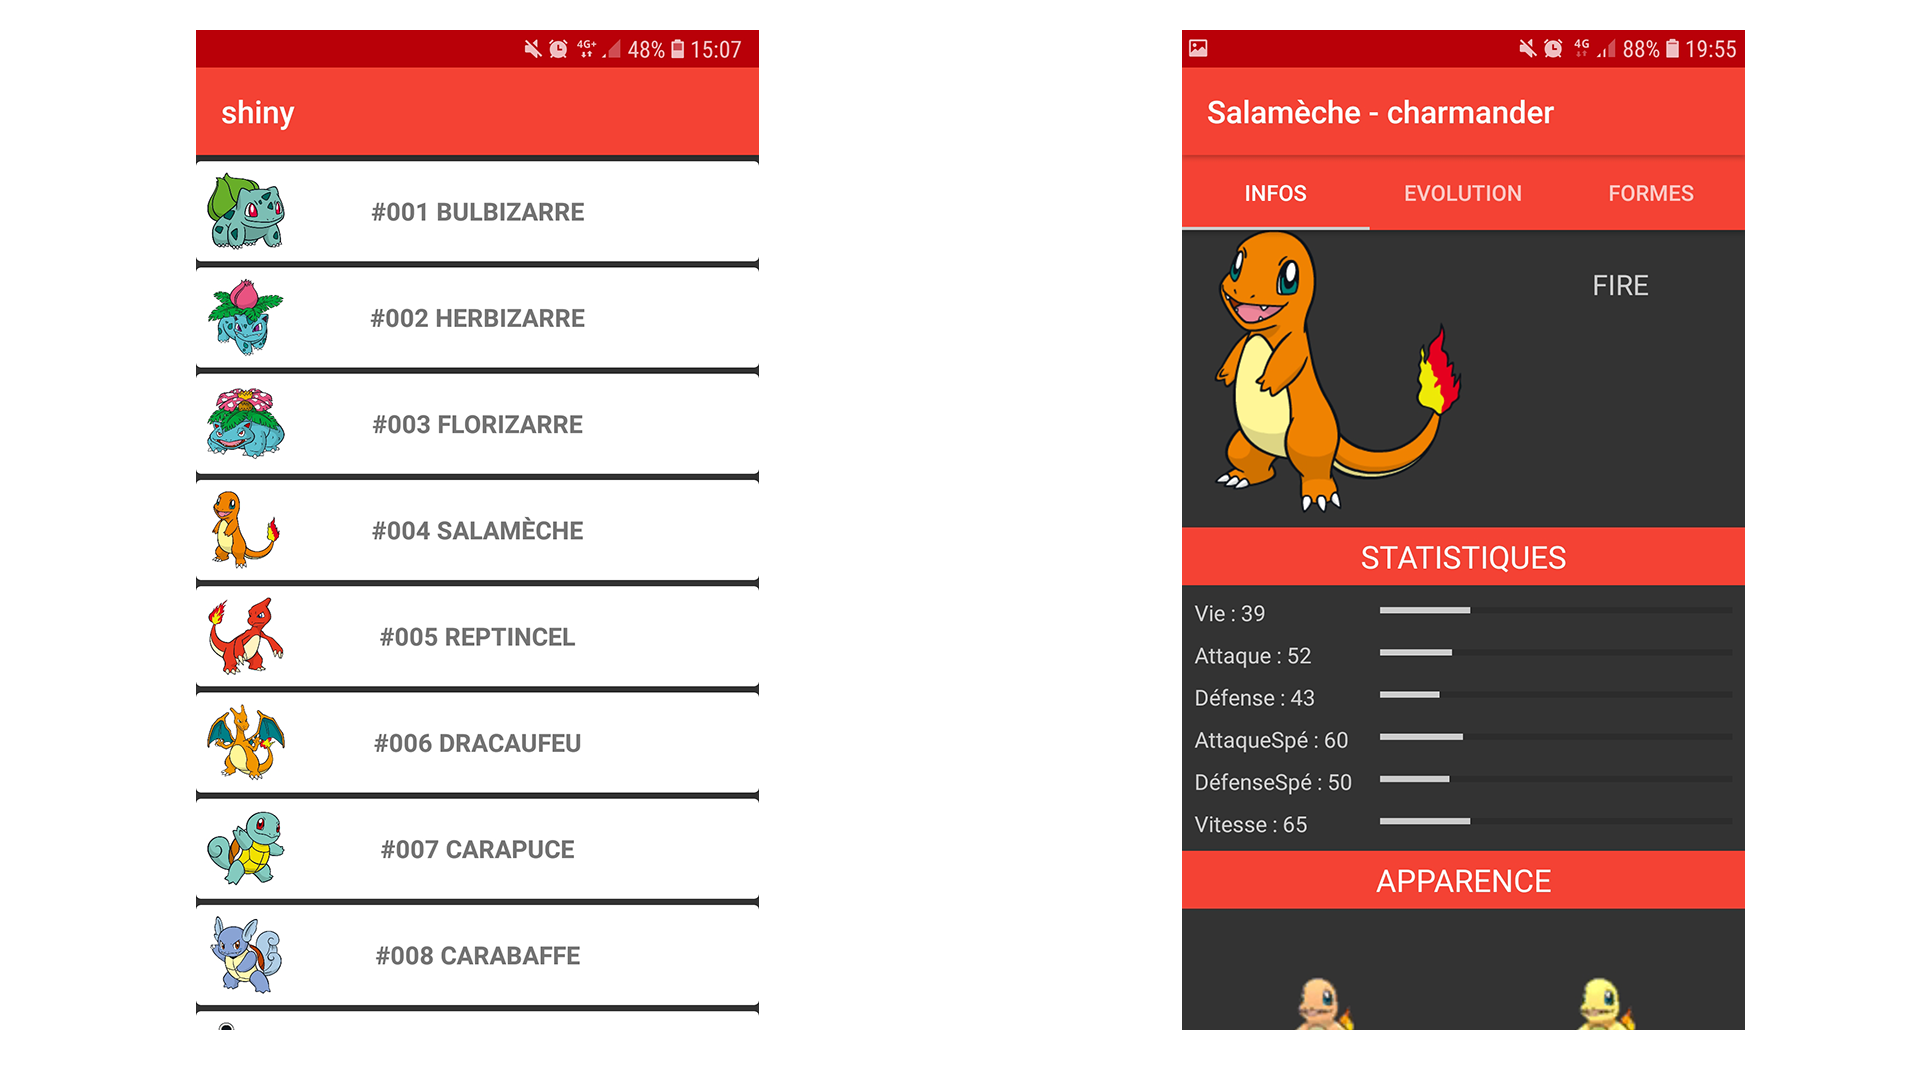 4G+ 48% 15:07
shiny
#001 BULBIZARRE
#002 HERBIZARRE
#003 FLORIZARRE
#004 SALAMÈCHE
#005 REPTINCEL
#006 DRACAUFEU
#007 CARAPUCE
#008 CARABAFFE
4G 88% 19:55
Salamèche - charmander
INFOS EVOLUTION FORMES
FIRE
STATISTIQUES
Vie : 39
Attaque : 52
Défense : 43
AttaqueSpé : 60
DéfenseSpé : 50
Vitesse : 65
APPARENCE